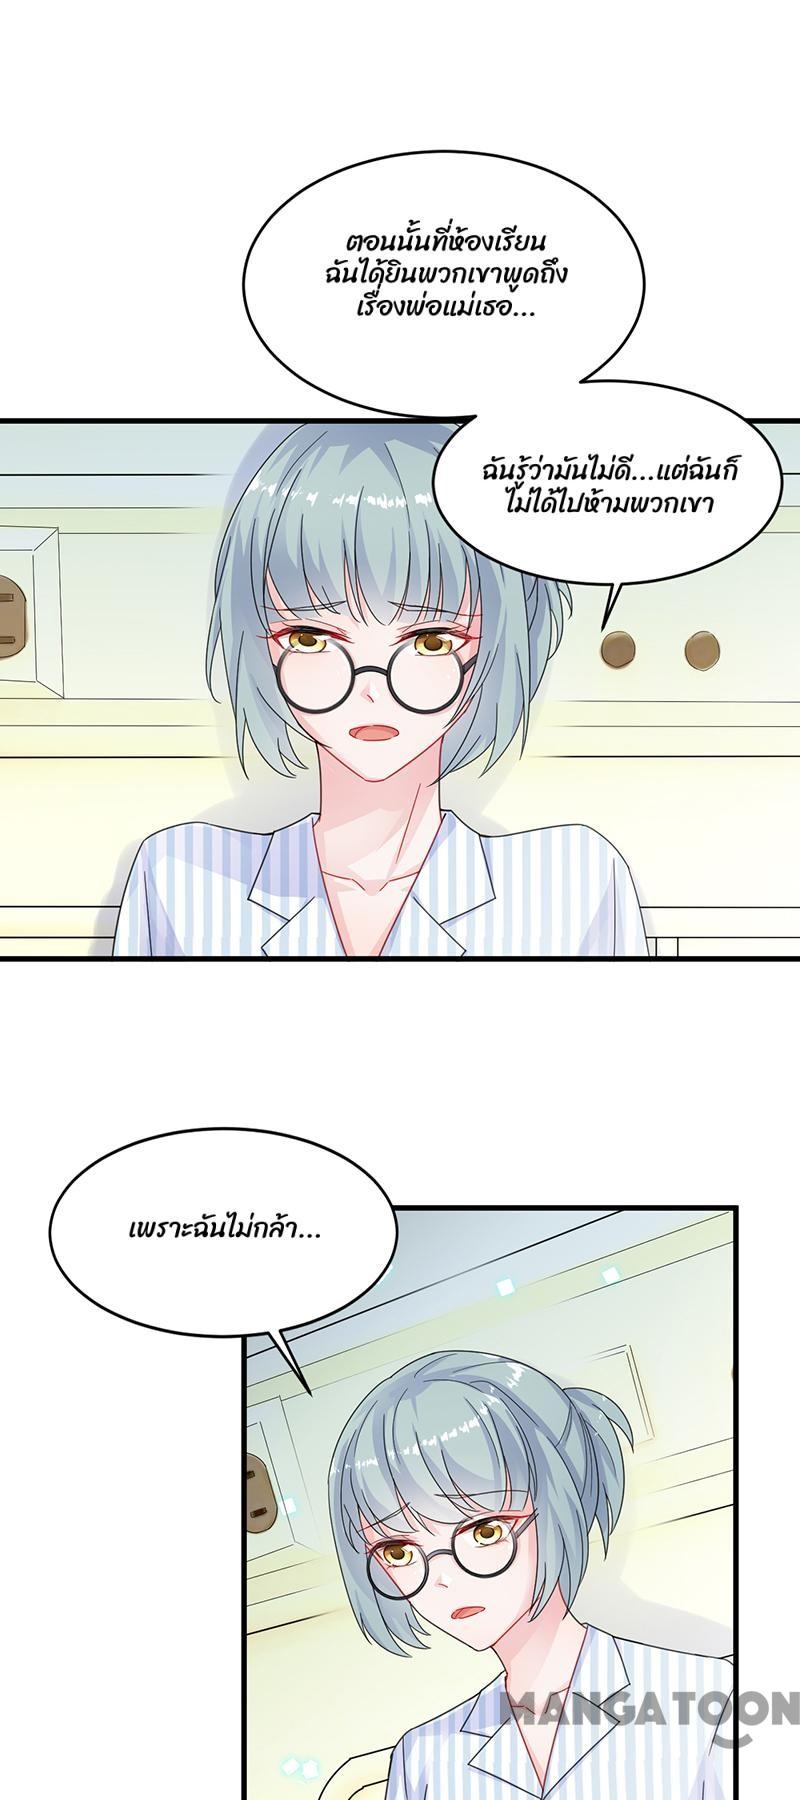 ตอนนั้นที่ห้องเรียน
ฉันได้ยินพวกเขาพูดถึง
เรื่องพ่อแม่เธอ...
ฉันรู้ว่ามันไม่ดี...แต่ฉันก็
ไม่ได้ไปห้ามพวกเขา
เพราะฉันไม่กล้า...
MANGA TOON